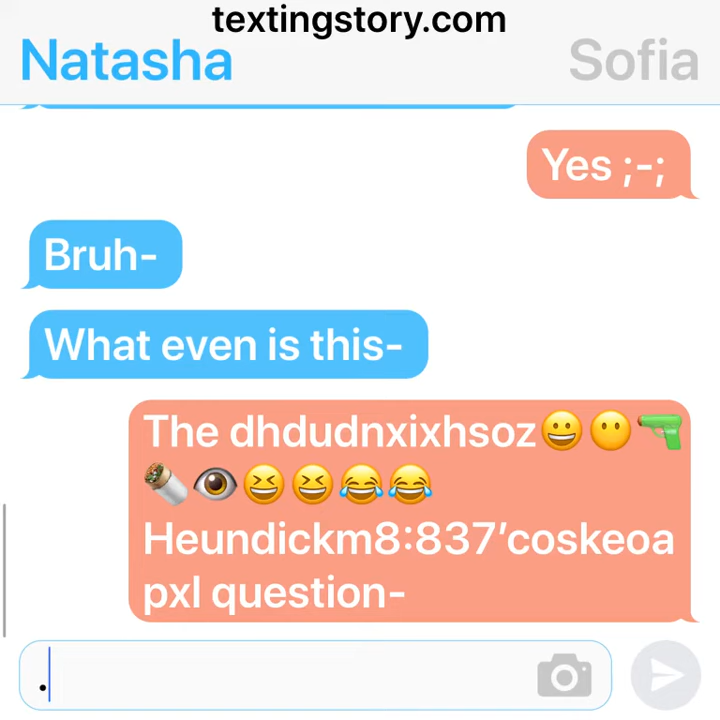 textingstory.com
Natasha
Sofia
Yes ;-;
Bruh-
What even is this-
The dhdudnxixhsoz😀😶🔫
🌯👁😆😆😂😂
Heundickm8:837’coskeoa
pxl question-
.